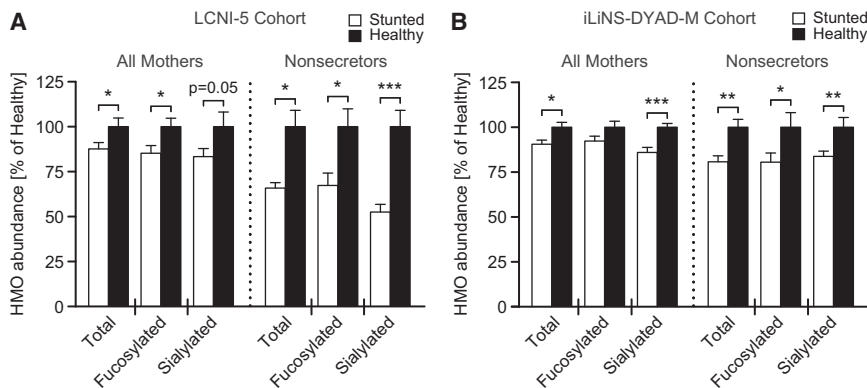 A
LCNI-5 Cohort
Stunted
Healthy
All Mothers
Nonsecretors
HMO abundance [% of Healthy]
125
100
75
50
25
0
*
*
p=0.05
*
*
***
Total
Fucosylated
Sialylated
Total
Fucosylated
Sialylated
B
iLiNS-DYAD-M Cohort
Stunted
Healthy
All Mothers
Nonsecretors
HMO abundance [% of Healthy]
125
100
75
50
25
0
*
***
**
*
**
Total
Fucosylated
Sialylated
Total
Fucosylated
Sialylated